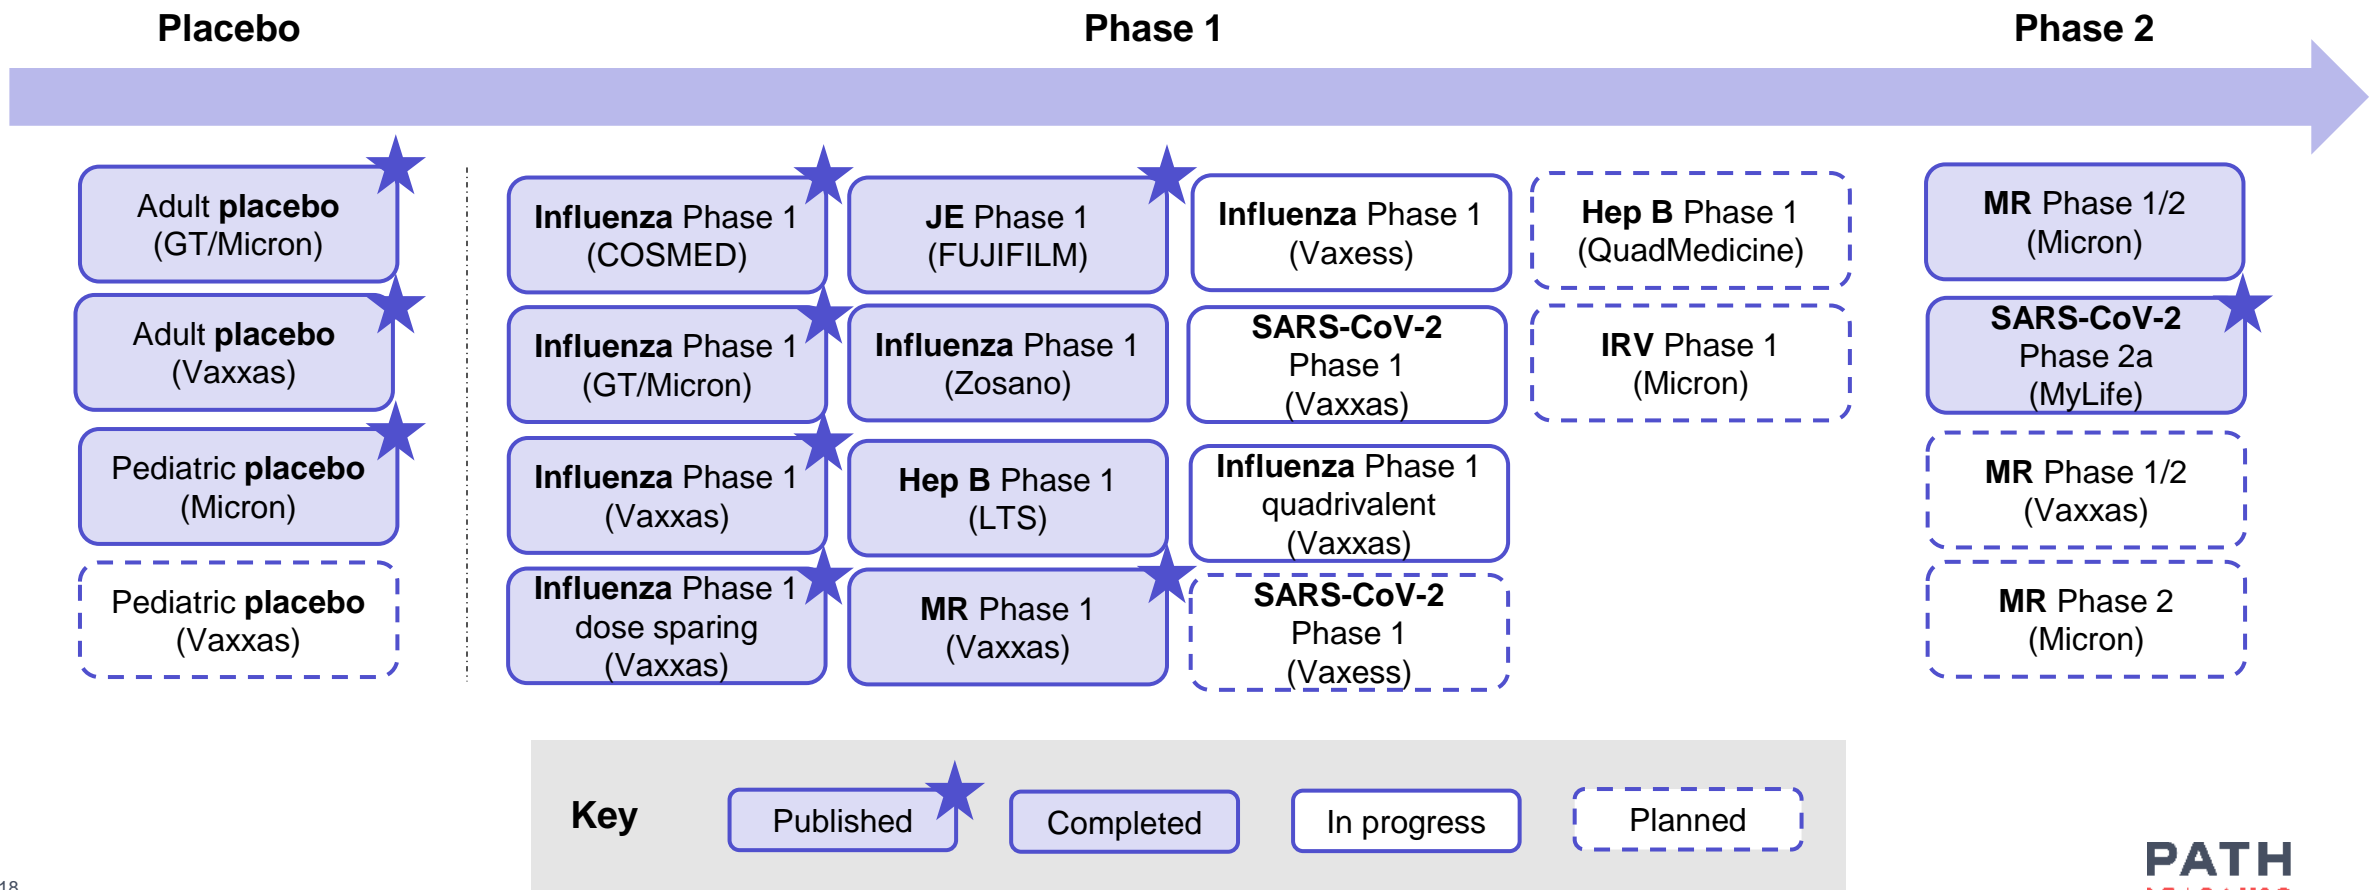 Placebo
Phase 1
Phase 2
Adult placebo
(GT/Micron)
Adult placebo
(Vaxxas)
Pediatric placebo
(Micron)
Pediatric placebo
(Vaxxas)
Influenza Phase 1
(COSMED)
Influenza Phase 1
(GT/Micron)
Influenza Phase 1
(Vaxxas)
Influenza Phase 1
dose sparing
(Vaxxas)
JE Phase 1
(FUJIFILM)
Influenza Phase 1
(Zosano)
Hep B Phase 1
(LTS)
MR Phase 1
(Vaxxas)
Influenza Phase 1
(Vaxess)
SARS-CoV-2
Phase 1
(Vaxxas)
Influenza Phase 1
quadrivalent
(Vaxxas)
SARS-CoV-2
Phase 1
(Vaxess)
Hep B Phase 1
(QuadMedicine)
IRV Phase 1
(Micron)
MR Phase 1/2
(Micron)
SARS-CoV-2
Phase 2a
(MyLife)
MR Phase 1/2
(Vaxxas)
MR Phase 2
(Micron)
Key
Published
Completed
In progress
Planned
PATH
18